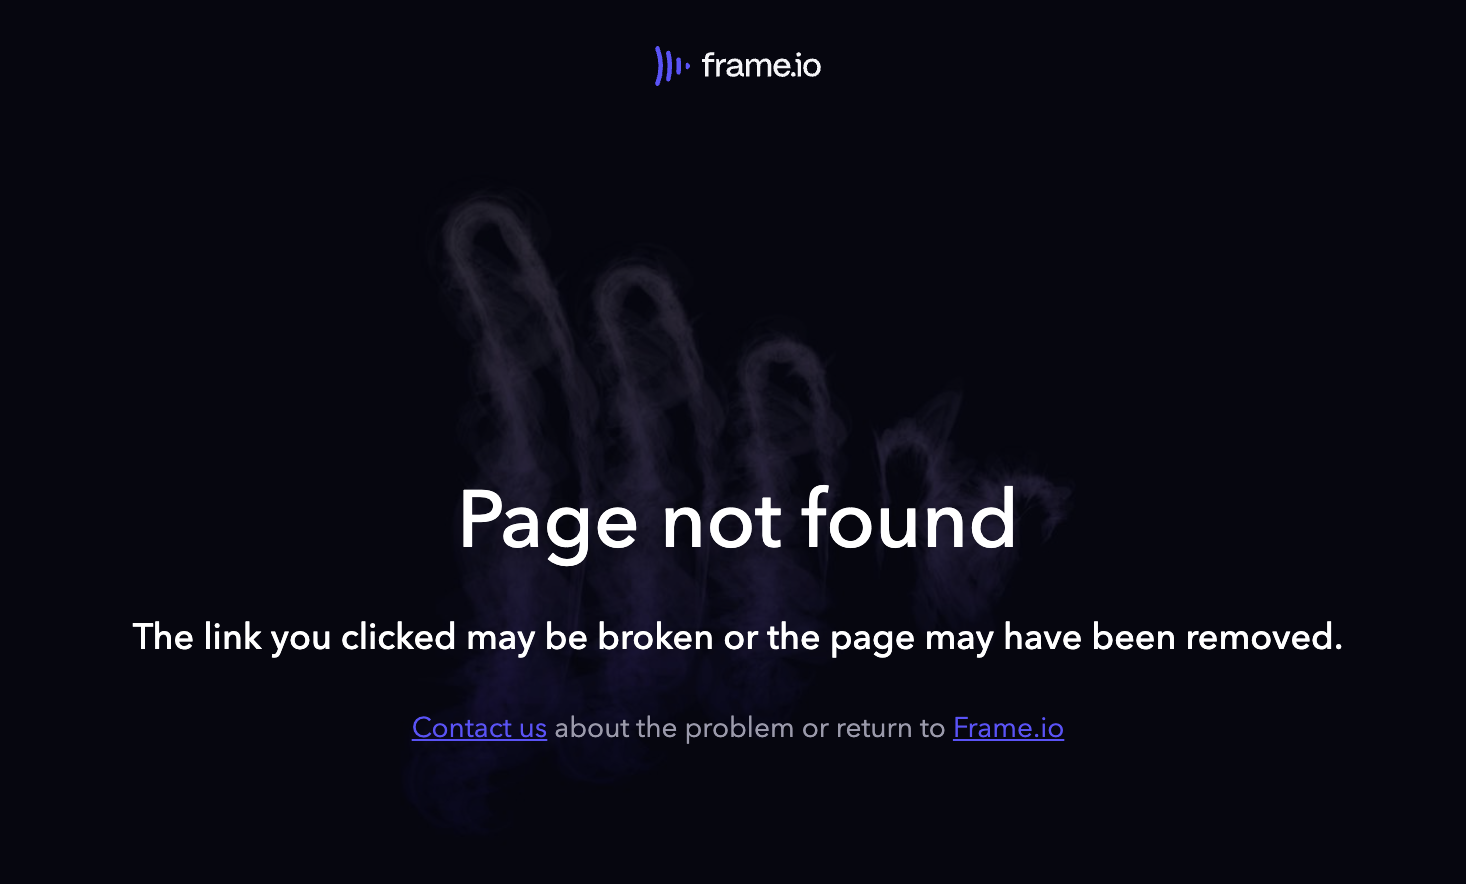 frame.io
Page not found
The link you clicked may be broken or the page may have been removed.
Contact us about the problem or return to Frame.io